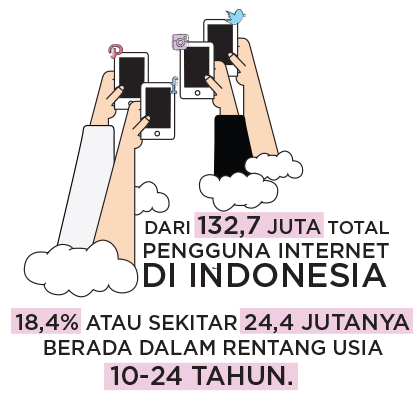 DARI 132,7 JUTA TOTAL
PENGGUNA INTERNET
DI INDONESIA
18,4% ATAU SEKITAR 24,4 JUTANYA
BERADA DALAM RENTANG USIA
10-24 TAHUN.